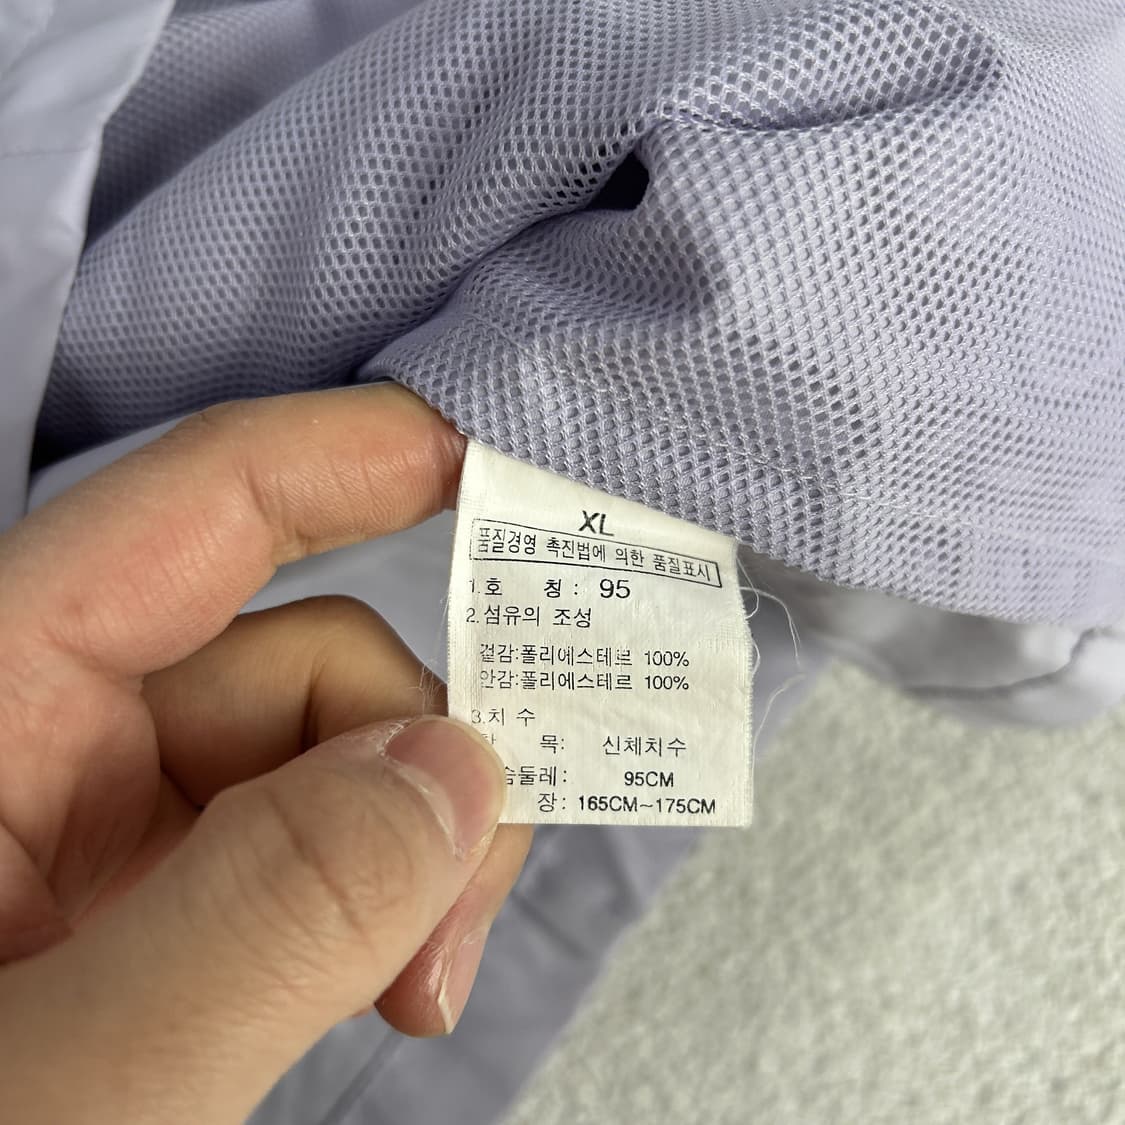 XL
품질경영 촉진법에 의한 품질표시
1.호 칭: 95
2.섬유의 조성
겉감:폴리에스테르 100%
안감:폴리에스테르 100%
3.치 수
목: 신체치수
95CM
장: 165CM~175CM